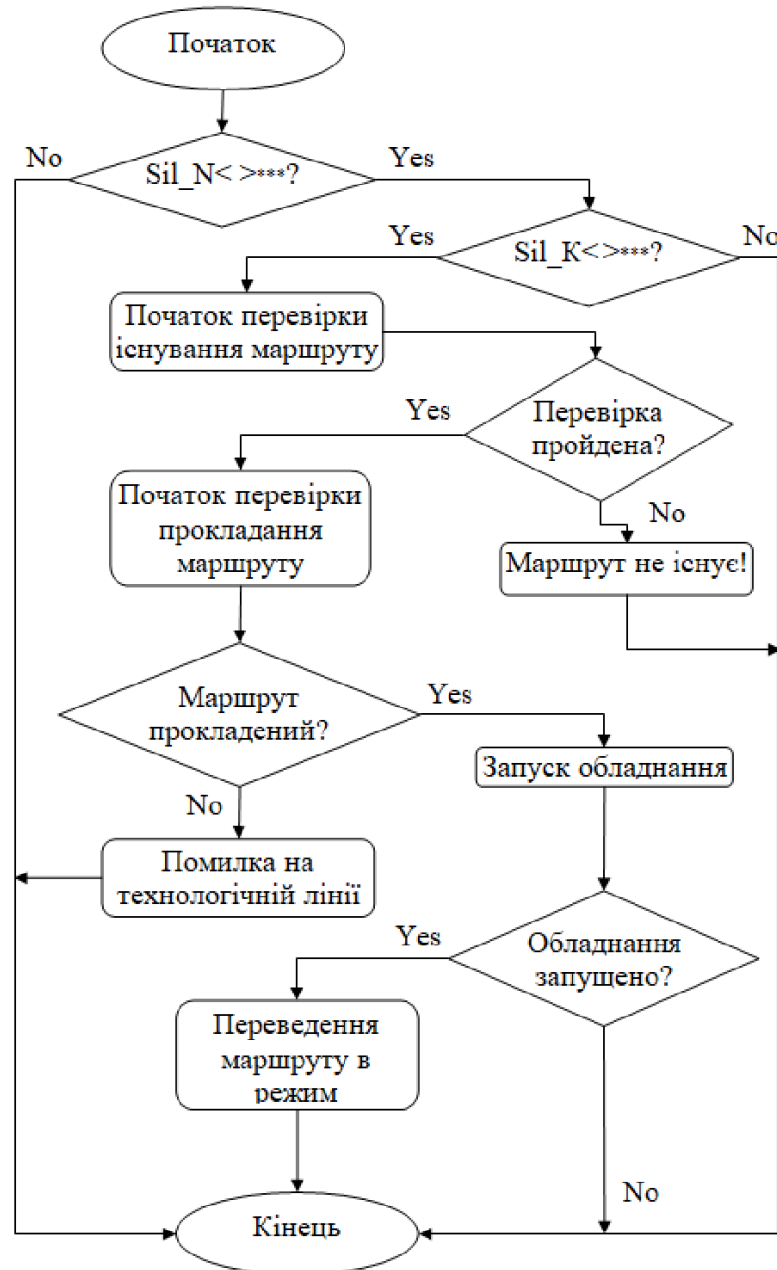 Початок
No
Sil_N< >***?
Yes
Yes
Sil_K<>***?
No
Початок перевірки
існування маршруту
Yes
Перевірка
пройдена?
Початок перевірки
прокладання
маршруту
No
Маршрут не існує!
Маршрут
прокладений?
Yes
Запуск обладнання
No
Помилка на
технологічній лінії
Yes
Обладнання
запущено?
Переведення
маршруту в
режим
No
Кінець